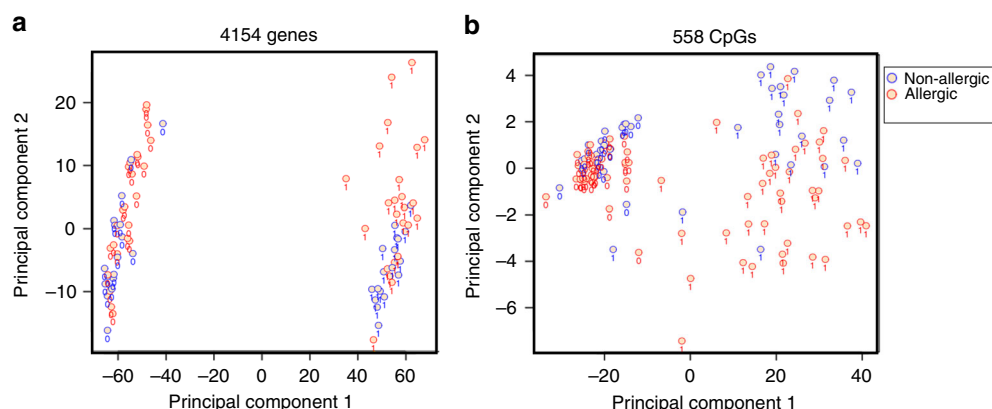 a
4154 genes
Principal component 2
20
10
0
−10
−60
−40
−20
0
20
40
60
Principal component 1
b
558 CpGs
Principal component 2
4
2
0
−2
−4
−6
−20
0
20
40
Principal component 1
Non-allergic
Allergic